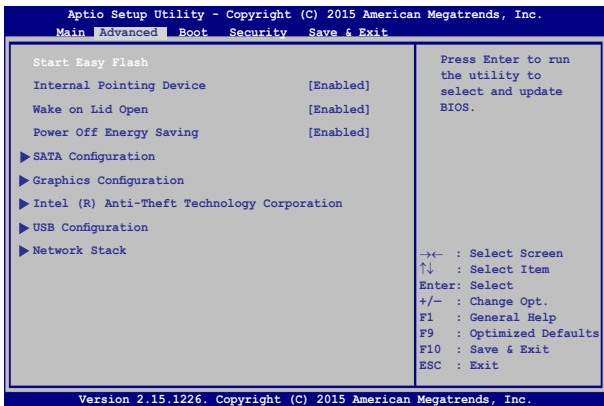 Aptio Setup Utility - Copyright (C) 2015 American Megatrends, Inc.
Main Advanced Boot Security Save & Exit
Start Easy Flash
Internal Pointing Device [Enabled]
Wake on Lid Open [Enabled]
Power Off Energy Saving [Enabled]
SATA Configuration
Graphics Configuration
Intel (R) Anti-Theft Technology Corporation
USB Configuration
Network Stack
Press Enter to run
the utility to
select and update
BIOS.
→← : Select Screen
↑↓ : Select Item
Enter: Select
+/— : Change Opt.
F1 : General Help
F9 : Optimized Defaults
F10 : Save & Exit
ESC : Exit
Version 2.15.1226. Copyright (C) 2015 American Megatrends, Inc.